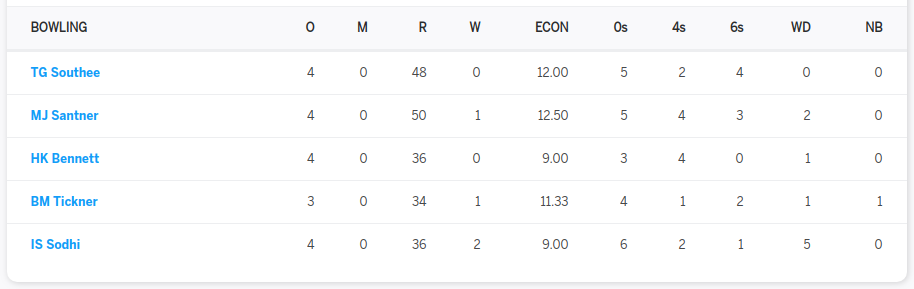 BOWLING O M R W ECON 0s 4s 6s WD NB
TG Southee 4 0 48 0 12.00 5 2 4 0 0
MJ Santner 4 0 50 1 12.50 5 4 3 2 0
HK Bennett 4 0 36 0 9.00 3 4 0 1 0
BM Tickner 3 0 34 1 11.33 4 1 2 1 1
IS Sodhi 4 0 36 2 9.00 6 2 1 5 0